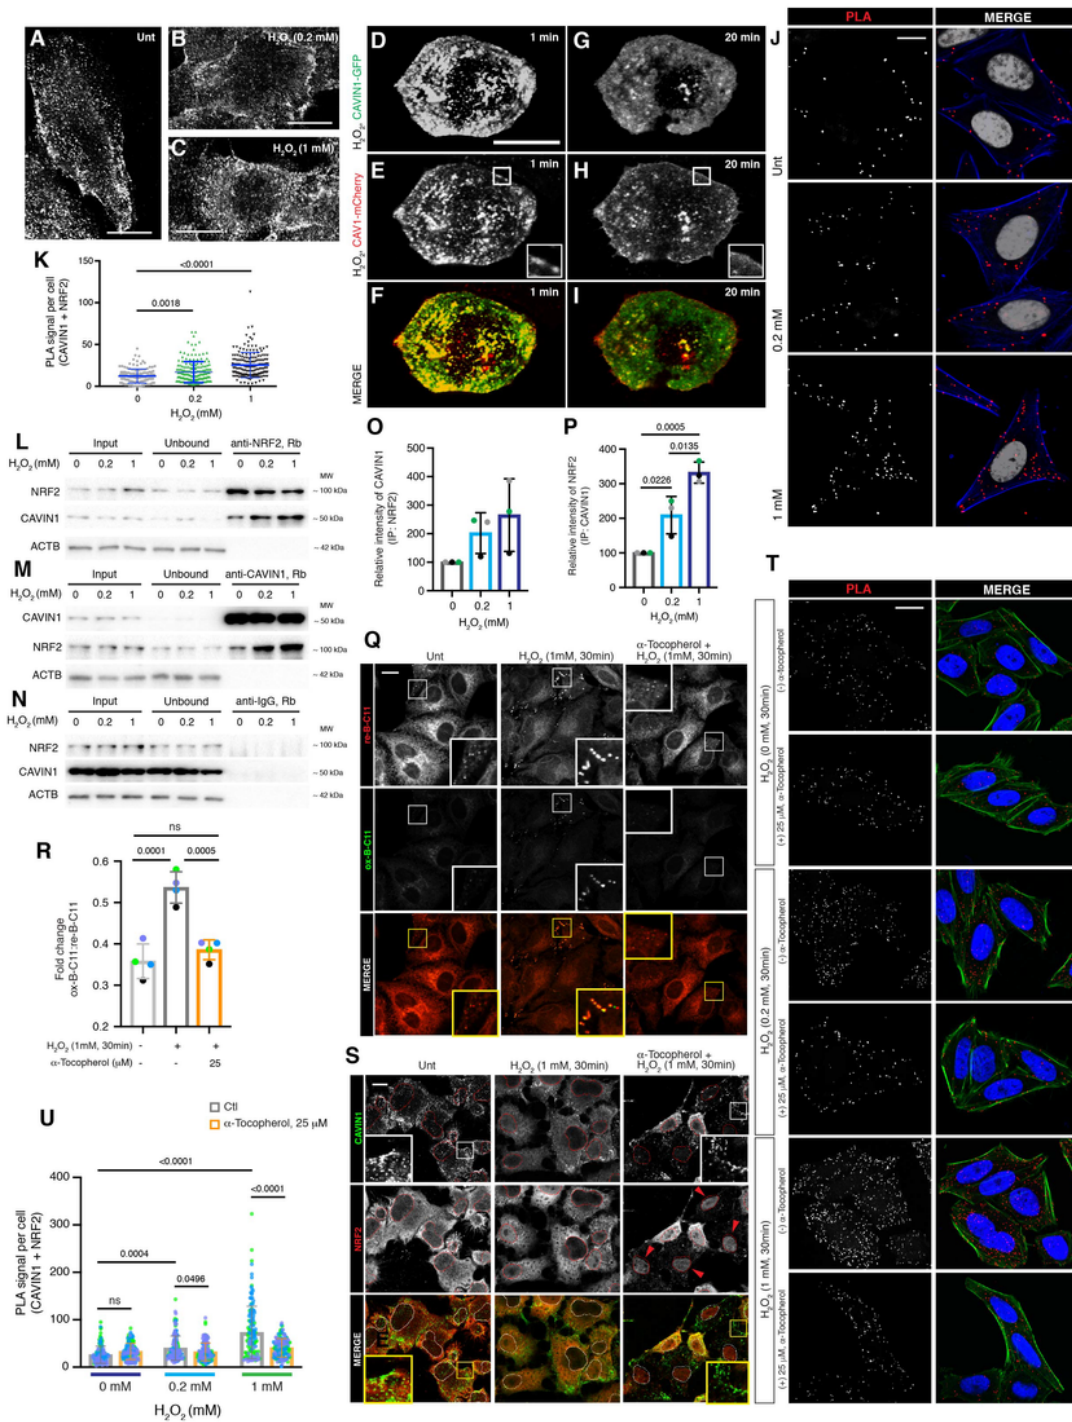 A
Unt
B
H₂O₂ (0.2 mM)
C
H₂O₂ (1 mM)
D
1 min
G
20 min
H₂O₂, CAVIN1-GFP
E
1 min
H
20 min
H₂O₂, CAV1-mCherry
F
1 min
I
20 min
MERGE
J
PLA
MERGE
Unt
0.2 mM
1 mM
K
PLA signal per cell
(CAVIN1 + NRF2)
150
100
50
0
<0.0001
0.0018
0 0.2 1
H₂O₂ (mM)
L
Input Unbound anti-NRF2, Rb
H₂O₂ (mM) 0 0.2 1 0 0.2 1 0 0.2 1
MW
NRF2 ~ 100 kDa
CAVIN1 ~ 50 kDa
ACTB ~ 42 kDa
M
Input Unbound anti-CAVIN1, Rb
H₂O₂ (mM) 0 0.2 1 0 0.2 1 0 0.2 1
MW
CAVIN1 ~ 50 kDa
NRF2 ~ 100 kDa
ACTB ~ 42 kDa
N
Input Unbound anti-IgG, Rb
H₂O₂ (mM) 0 0.2 1 0 0.2 1 0 0.2 1
MW
NRF2 ~ 100 kDa
CAVIN1 ~ 50 kDa
ACTB ~ 42 kDa
O
Relative intensity of CAVIN1
(IP: NRF2)
500
400
300
200
100
0
0 0.2 1
H₂O₂ (mM)
P
Relative intensity of NRF2
(IP: CAVIN1)
400
300
200
100
0
0.0005
0.0135
0.0226
0 0.2 1
H₂O₂ (mM)
Q
Unt
H₂O₂ (1mM, 30min)
α-Tocopherol +
H₂O₂ (1mM, 30min)
re-B-C11
ox-B-C11
MERGE
R
Fold change
ox-B-C11:re-B-C11
0.6
0.5
0.4
0.3
0.2
ns
0.0001 0.0005
H₂O₂ (1mM, 30min) - + +
α-Tocopherol (μM) - - 25
S
Unt
H₂O₂ (1 mM, 30min)
α-Tocopherol +
H₂O₂ (1 mM, 30min)
CAVIN1
NRF2
MERGE
T
PLA
MERGE
H₂O₂ (0 mM, 30min)
(-) α-tocopherol
(+) 25 μM, α-Tocopherol
H₂O₂ (0.2 mM, 30min)
(-) α-Tocopherol
(+) 25 μM, α-Tocopherol
H₂O₂ (1 mM, 30min)
(-) α-Tocopherol
(+) 25 μM, α-Tocopherol
U
Ctl
α-Tocopherol, 25 μM
PLA signal per cell
(CAVIN1 + NRF2)
400
300
200
100
0
<0.0001
<0.0001
0.0004
0.0496
ns
0 mM 0.2 mM 1 mM
H₂O₂ (mM)